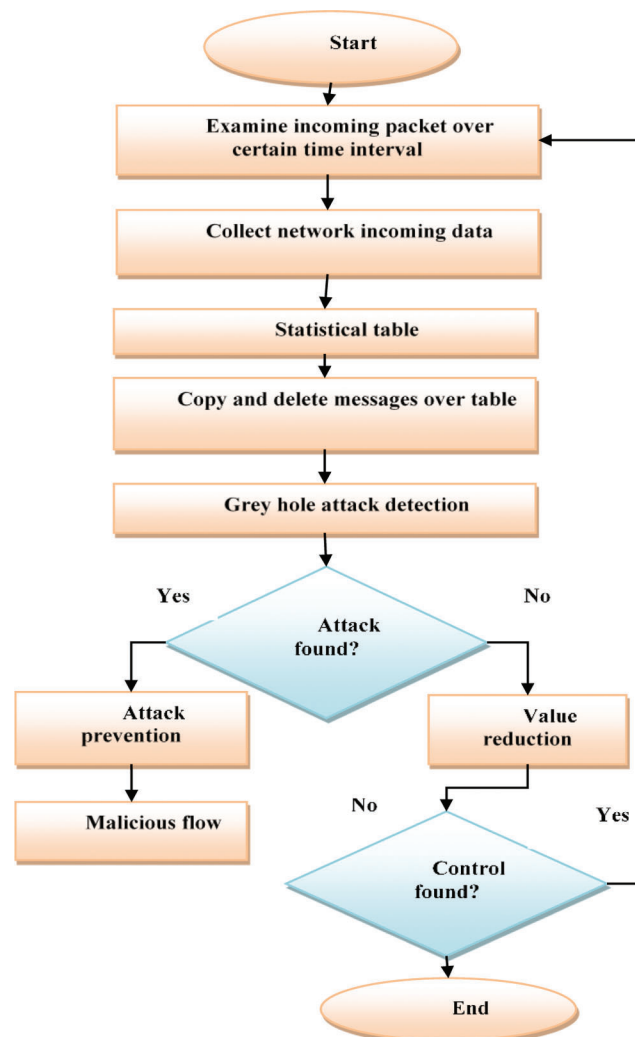 Start
Examine incoming packet over
certain time interval
Collect network incoming data
Statistical table
Copy and delete messages over table
Grey hole attack detection
Yes
No
Attack
found?
Attack
prevention
Value
reduction
Malicious flow
No
Yes
Control
found?
End